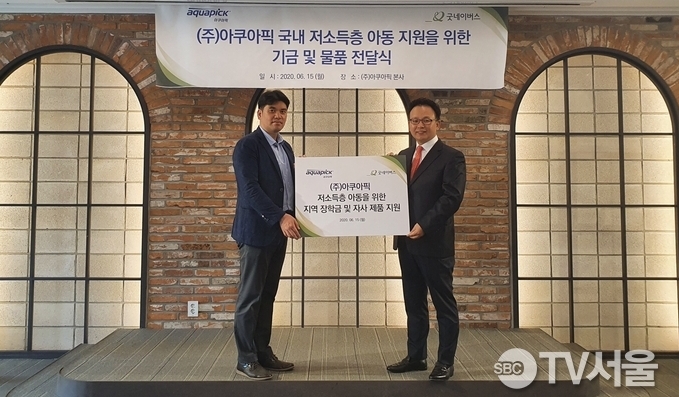 aquapick
굿네이버스
(주)아쿠아픽 국내 저소득층 아동 지원을 위한
기금 및 물품 전달식
일 시 : 2020. 06. 15 (월) 장 소 : (주)아쿠아픽 본사
aquapick
굿네이버스
(주)아쿠아픽
저소득층 아동을 위한
지역 장학금 및 자사 제품 지원
2020. 06. 15 (월)
SBC TV서울